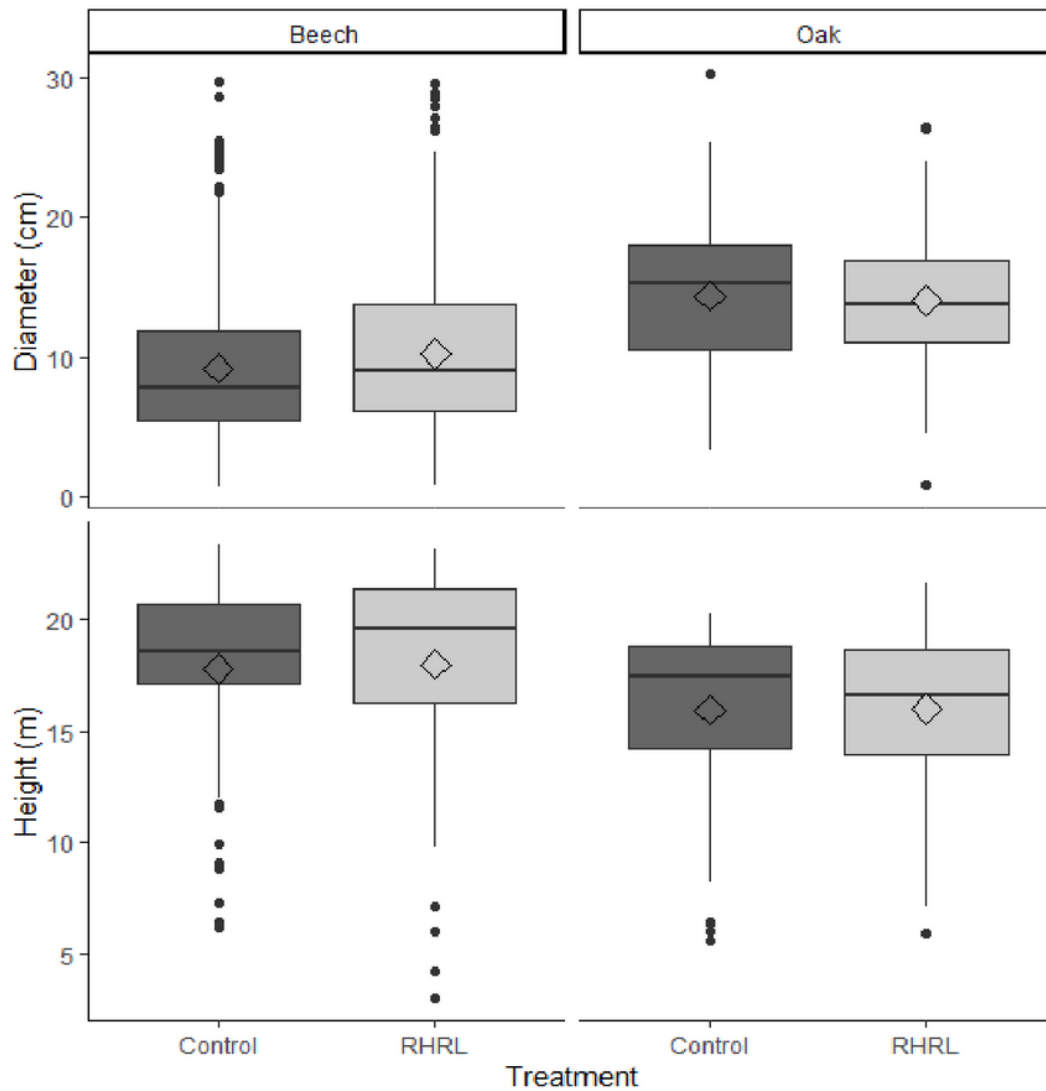 Beech
Oak
Diameter (cm)
30
20
10
0
Height (m)
20
15
10
5
Control
RHRL
Control
RHRL
Treatment